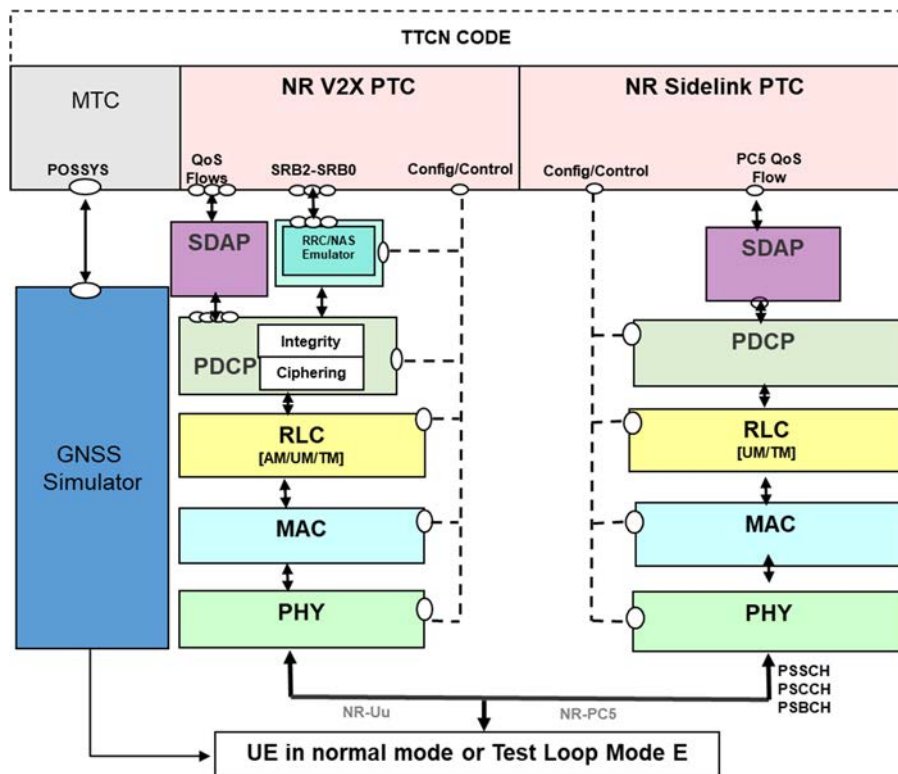 TTCN CODE
MTC
NR V2X PTC
NR Sidelink PTC
POSSYS
QoS
Flows
SRB2-SRB0
Config/Control
Config/Control
PC5 QoS
Flow
SDAP
RRC/NAS
Emulator
SDAP
Integrity
PDCP
Ciphering
PDCP
RLC
[AM/UM/TM]
RLC
[UM/TM]
GNSS
Simulator
MAC
MAC
PHY
PHY
PSSCH
PSCCH
PSBCH
NR-Uu
NR-PC5
UE in normal mode or Test Loop Mode E